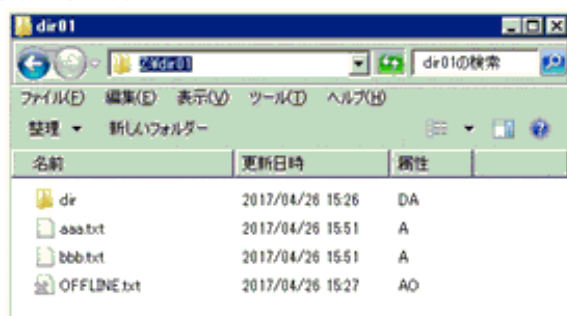 dir01
Z:¥dir01 dir01の検索
ファイル(F) 編集(E) 表示(V) ツール(T) ヘルプ(H)
整理 ▼ 新しいフォルダー
名前 更新日時 属性
dir 2017/04/26 15:26 DA
aaa.txt 2017/04/26 15:51 A
bbb.txt 2017/04/26 15:51 A
OFFLINE.txt 2017/04/26 15:27 AO